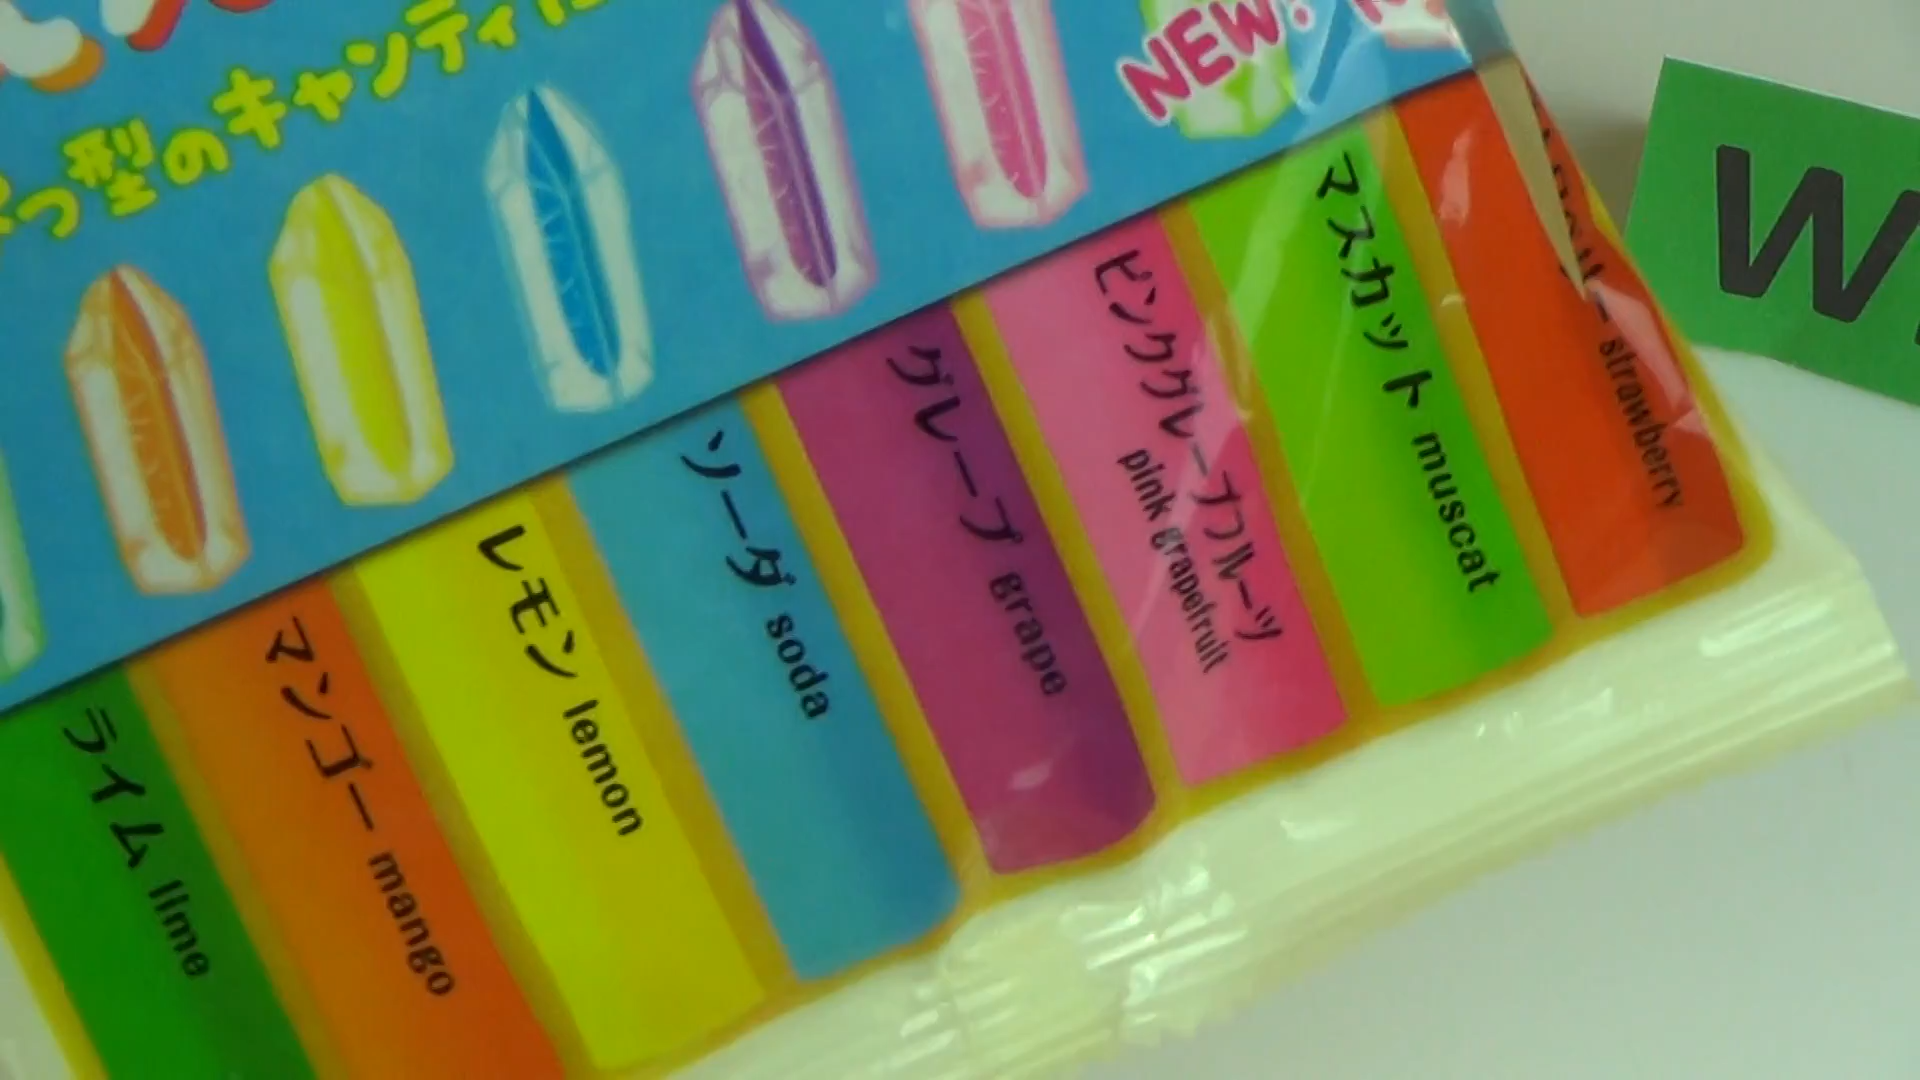 つ型のキャンティ
NEW!
W
ライム lime
マンゴー mango
レモン lemon
ソーダ soda
グレープ grape
ピンクグレープフルーツ
pink grapefruit
マスカット muscat
strawberry